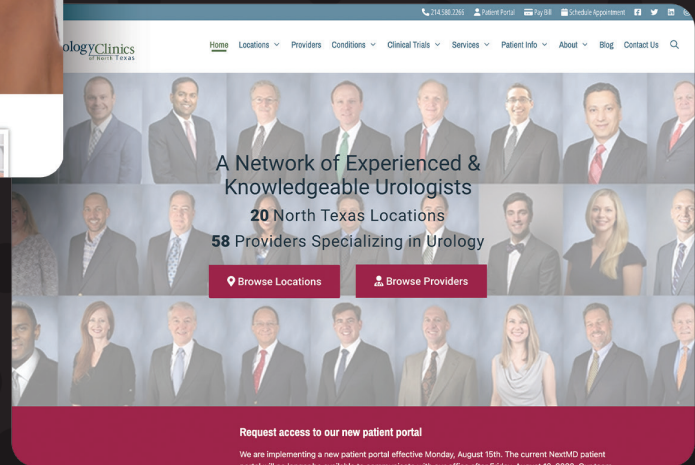 214.580.2266 Patient Portal Pay Bill Schedule Appointment
ologyClinics
of North Texas
Home Locations Providers Conditions Clinical Trials Services Patient Info About Blog Contact Us
A Network of Experienced &
Knowledgeable Urologists
20 North Texas Locations
58 Providers Specializing in Urology
Browse Locations Browse Providers
Request access to our new patient portal
We are implementing a new patient portal effective Monday, August 15th. The current NextMD patient